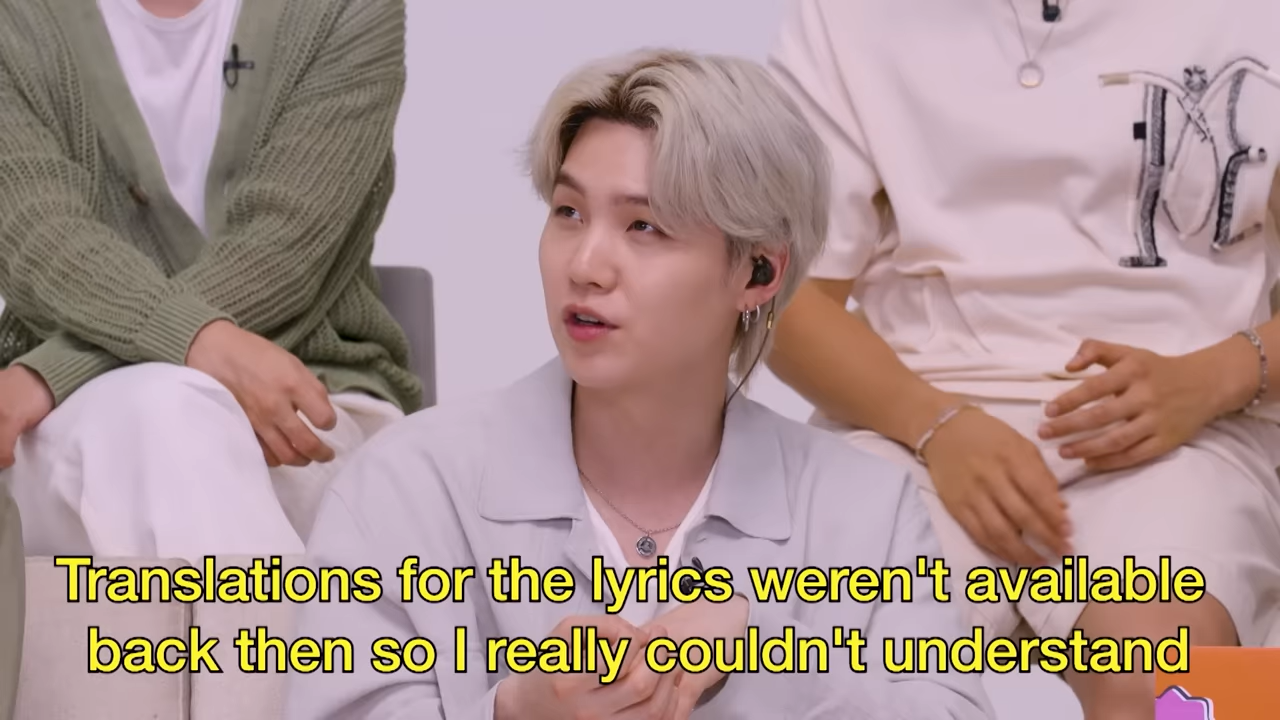 Translations for the lyrics weren't available
back then so I really couldn't understand